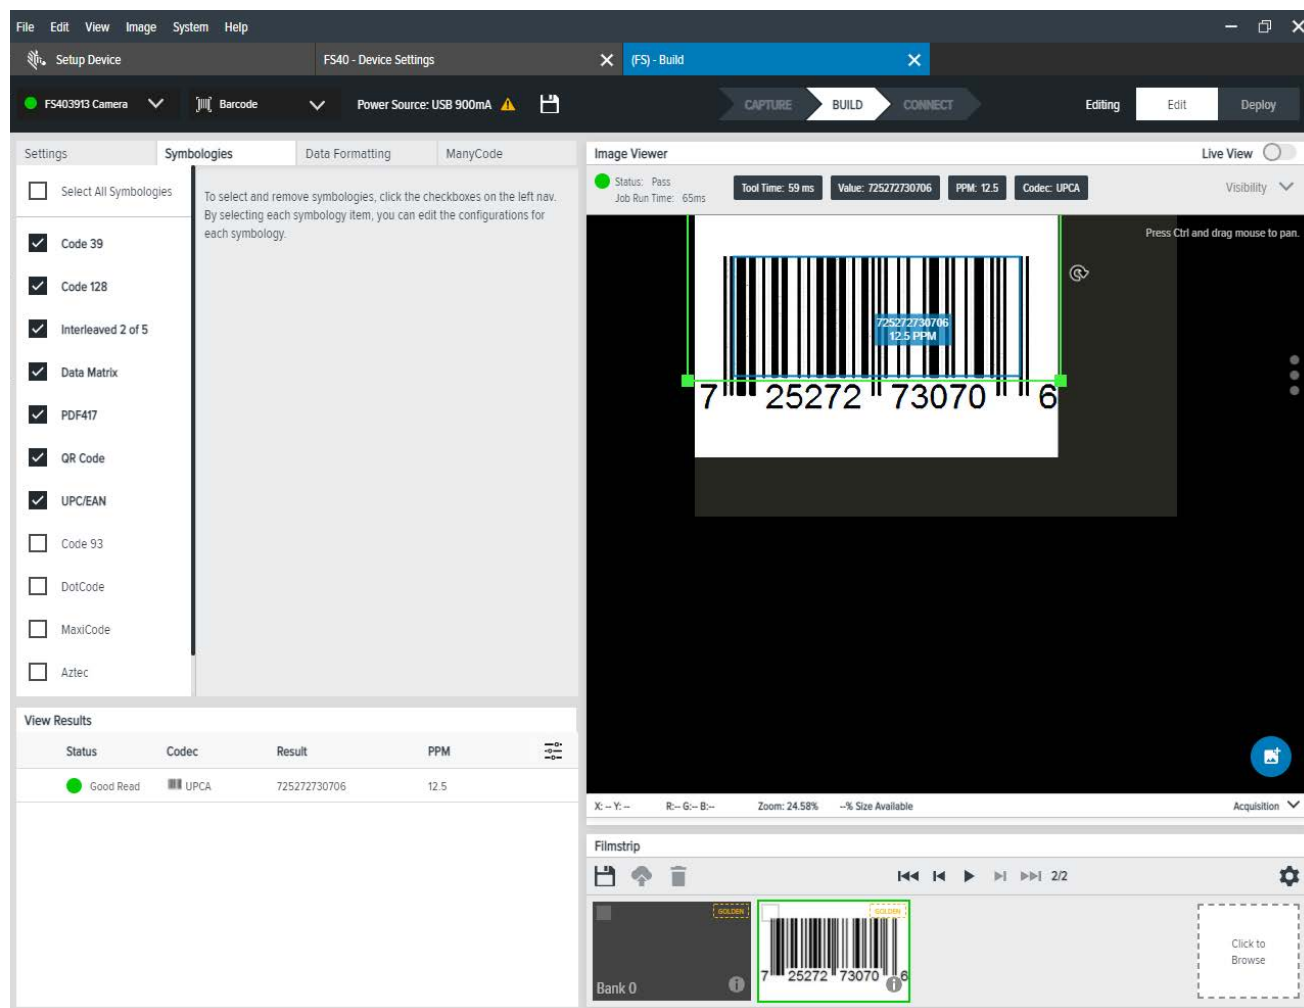 File Edit View Image System Help
Setup Device
FS40 - Device Settings
(FS) - Build
FS403913 Camera
Barcode
Power Source: USB 900mA
CAPTURE
BUILD
CONNECT
Editing
Edit
Deploy
Settings
Symbologies
Data Formatting
ManyCode
Select All Symbologies
Code 39
Code 128
Interleaved 2 of 5
Data Matrix
PDF417
QR Code
UPC/EAN
Code 93
DotCode
MaxiCode
Aztec
To select and remove symbologies, click the checkboxes on the left nav.
By selecting each symbology item, you can edit the configurations for
each symbology.
View Results
Status Codec Result PPM
Good Read UPCA 725272730706 12.5
Image Viewer
Live View
Status: Pass
Job Run Time: 65ms
Tool Time: 59 ms
Value: 725272730706
PPM: 12.5
Codec: UPCA
Visibility
Press Ctrl and drag mouse to pan.
725272730706
12.5 PPM
7 25272 73070 6
X: -- Y: -- R:-- G:-- B:-- Zoom: 24.58% --% Size Available
Acquisition
Filmstrip
2/2
GOLDEN
Bank 0
GOLDEN
7 25272 73070 6
Click to
Browse